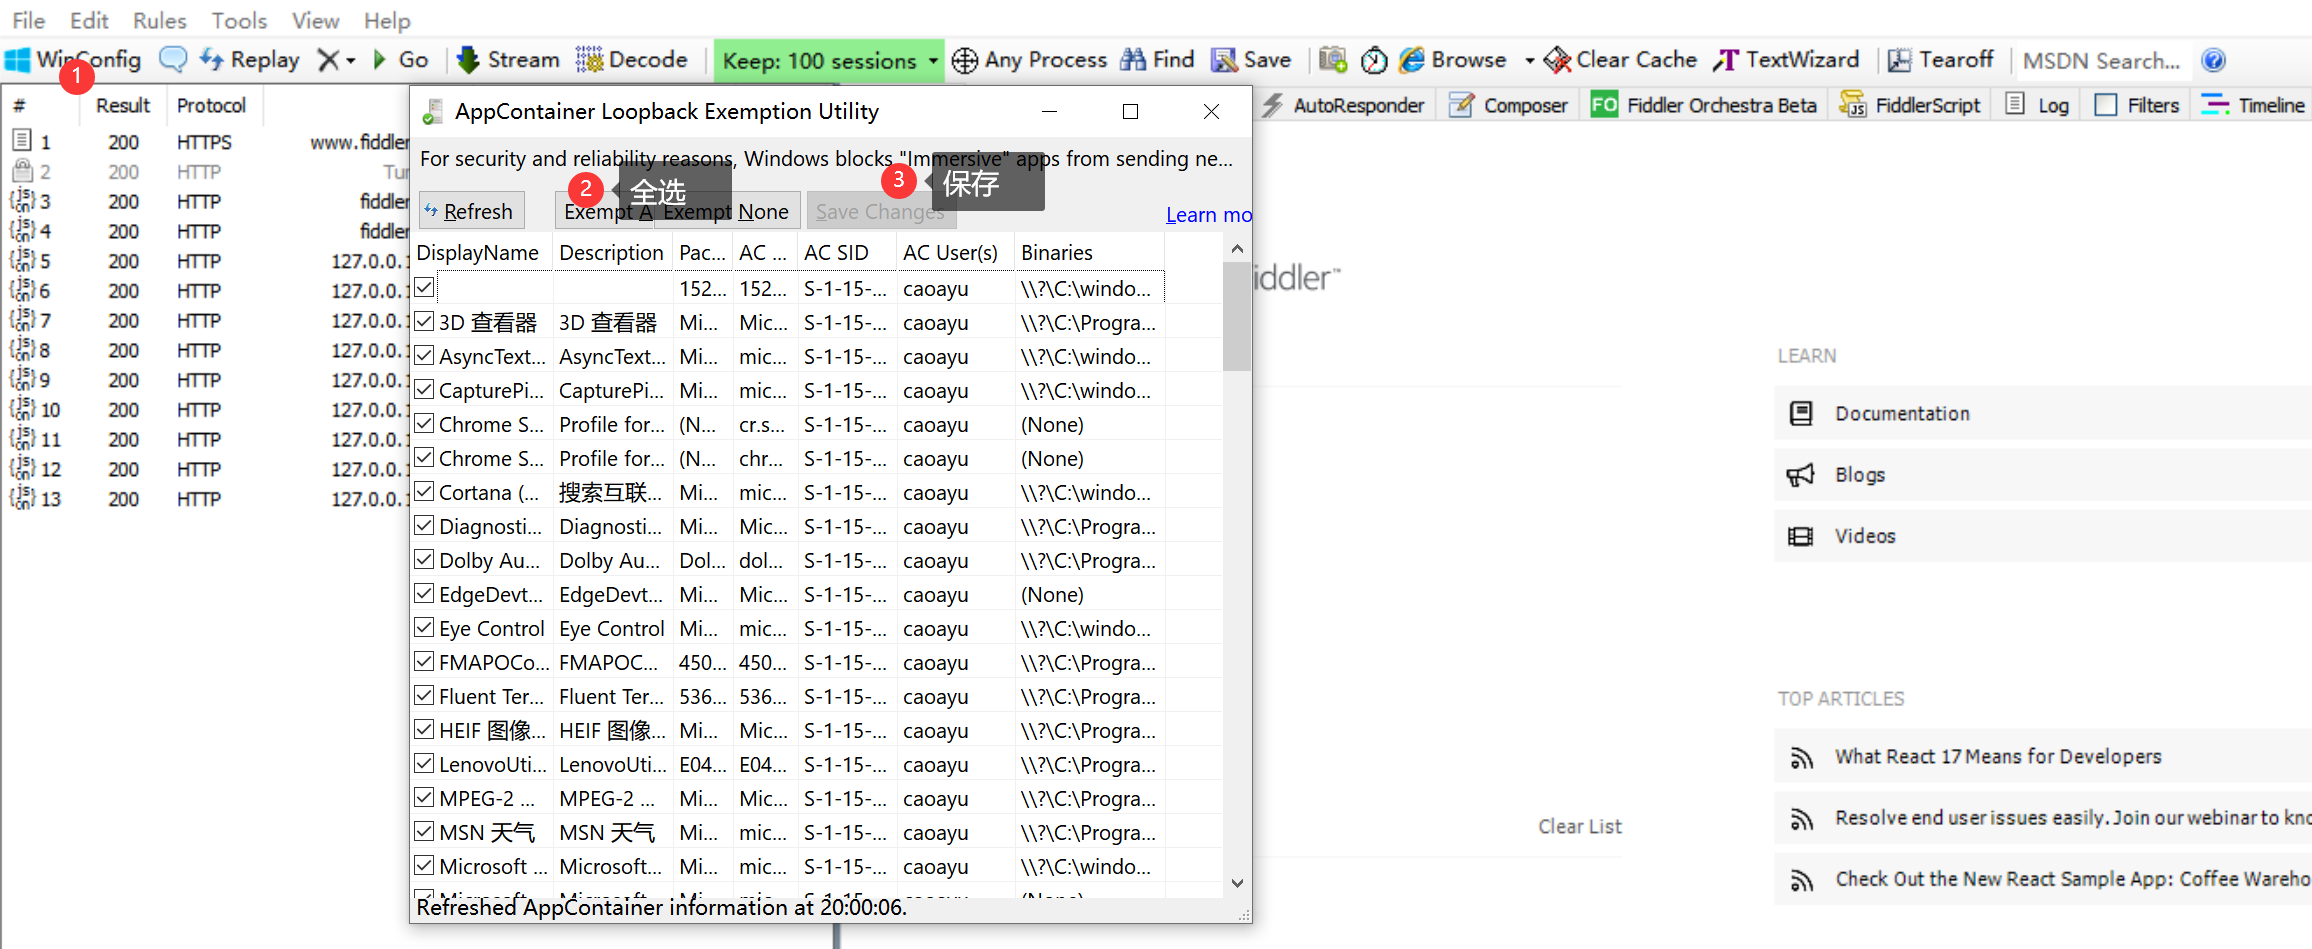 File Edit Rules Tools View Help
WinConfig Replay Go Stream Decode Keep: 100 sessions Any Process Find Save Browse Clear Cache TextWizard Tearoff MSDN Search...
1
# Result Protocol
AppContainer Loopback Exemption Utility
AutoResponder Composer FO Fiddler Orchestra Beta FiddlerScript Log Filters Timeline
For security and reliability reasons, Windows blocks "Immersive" apps from sending ne...
2 全选 3 保存
Refresh Exempt A Exempt None Save Changes Learn mo
DisplayName Description Pac... AC ... AC SID AC User(s) Binaries
152... 152... S-1-15-... caoayu \\?\C:\windo...
3D 查看器 3D 查看器 Mi... Mic... S-1-15-... caoayu \\?\C:\Progra...
AsyncText... AsyncText... Mi... mic... S-1-15-... caoayu \\?\C:\windo...
CapturePi... CapturePi... Mi... mic... S-1-15-... caoayu \\?\C:\windo...
Chrome S... Profile for... (N... cr.s... S-1-15-... caoayu (None)
Chrome S... Profile for... (N... chr... S-1-15-... caoayu (None)
Cortana (... 搜索互联... Mi... mic... S-1-15-... caoayu \\?\C:\windo...
Diagnosti... Diagnosti... Mi... Mic... S-1-15-... caoayu \\?\C:\Progra...
Dolby Au... Dolby Au... Dol... dol... S-1-15-... caoayu \\?\C:\Progra...
EdgeDevt... EdgeDevt... Mi... Mic... S-1-15-... caoayu (None)
Eye Control Eye Control Mi... mic... S-1-15-... caoayu \\?\C:\windo...
FMAPOCo... FMAPOC... 450... 450... S-1-15-... caoayu \\?\C:\Progra...
Fluent Ter... Fluent Ter... 536... 536... S-1-15-... caoayu \\?\C:\Progra...
HEIF 图像... HEIF 图像... Mi... Mic... S-1-15-... caoayu \\?\C:\Progra...
LenovoUti... LenovoUti... E04... E04... S-1-15-... caoayu \\?\C:\Progra...
MPEG-2 ... MPEG-2 ... Mi... Mic... S-1-15-... caoayu \\?\C:\Progra...
MSN 天气 MSN 天气 Mi... mic... S-1-15-... caoayu \\?\C:\Progra...
Microsoft ... Microsoft... Mi... mic... S-1-15-... caoayu \\?\C:\windo...
Refreshed AppContainer information at 20:00:06.
1 200 HTTPS www.fiddler
2 200 HTTP Tur
3 200 HTTP fiddler
4 200 HTTP fiddler
5 200 HTTP 127.0.0.1
6 200 HTTP 127.0.0.1
7 200 HTTP 127.0.0.1
8 200 HTTP 127.0.0.1
9 200 HTTP 127.0.0.1
10 200 HTTP 127.0.0.1
11 200 HTTP 127.0.0.1
12 200 HTTP 127.0.0.1
13 200 HTTP 127.0.0.1
iddler™
LEARN
Documentation
Blogs
Videos
TOP ARTICLES
What React 17 Means for Developers
Resolve end user issues easily. Join our webinar to kno
Clear List
Check Out the New React Sample App: Coffee Wareho